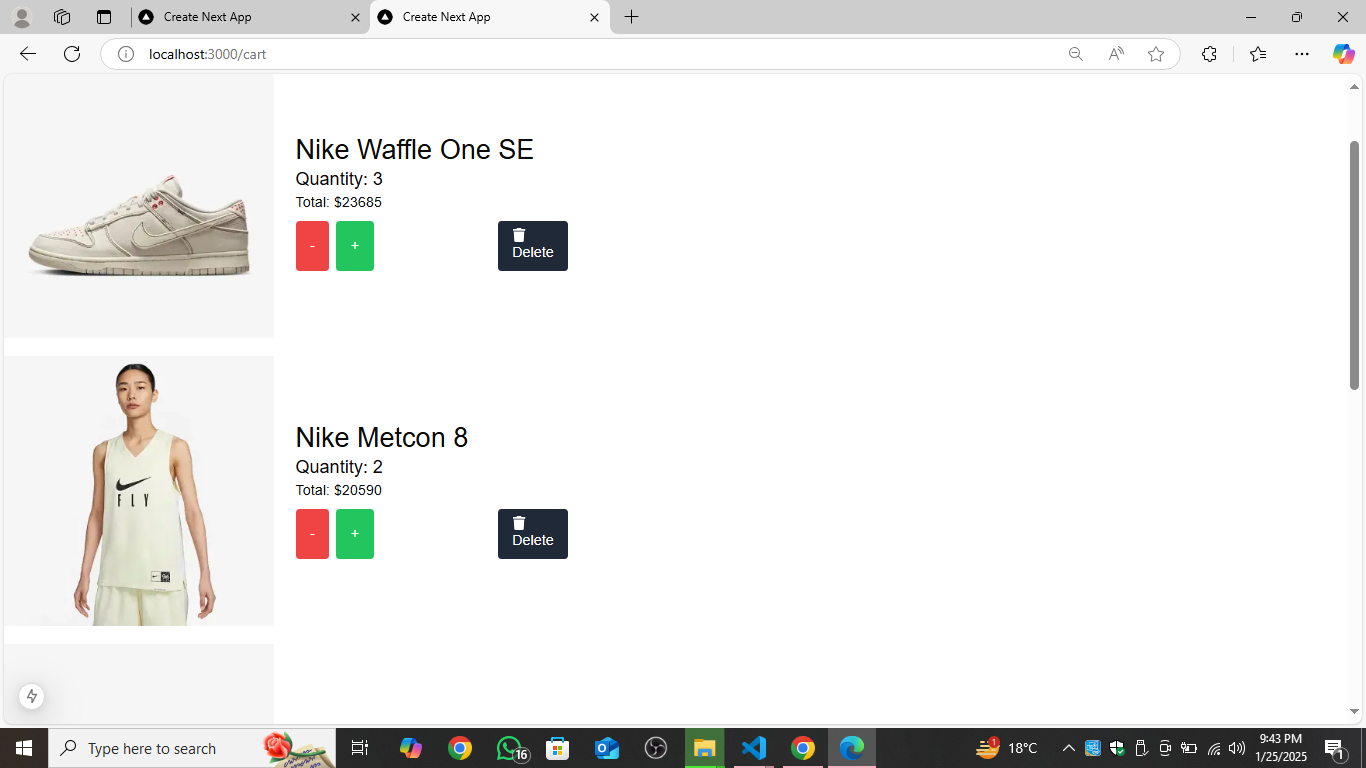 Create Next App
Create Next App
localhost:3000/cart
Nike Waffle One SE
Quantity: 3
Total: $23685
-
+
Delete
FLY
Nike Metcon 8
Quantity: 2
Total: $20590
-
+
Delete
Type here to search
16
1
18°C
9:43 PM
1/25/2025
1